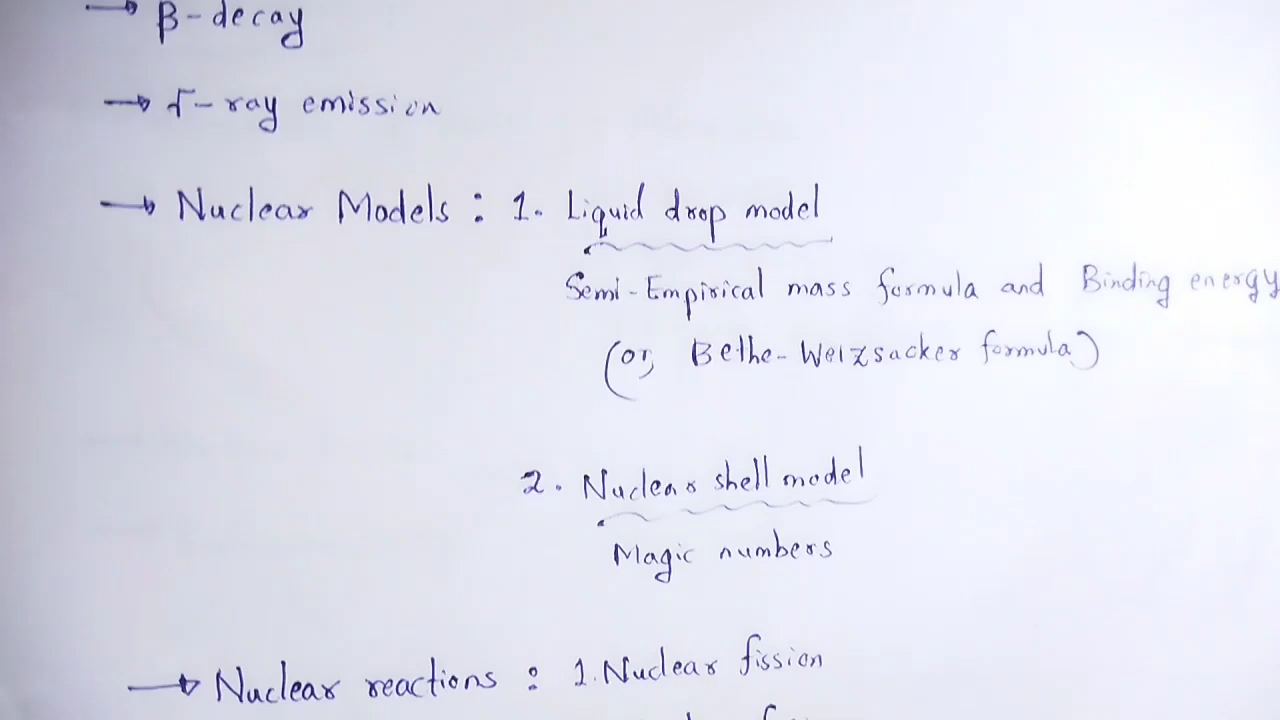 → β-decay
→ γ-ray emission
→ Nuclear Models : 1. Liquid drop model
Semi-Empirical mass formula and Binding energy
(or, Bethe-Weizsacker formula)
2. Nuclear shell model
Magic numbers
→ Nuclear reactions : 1. Nuclear fission